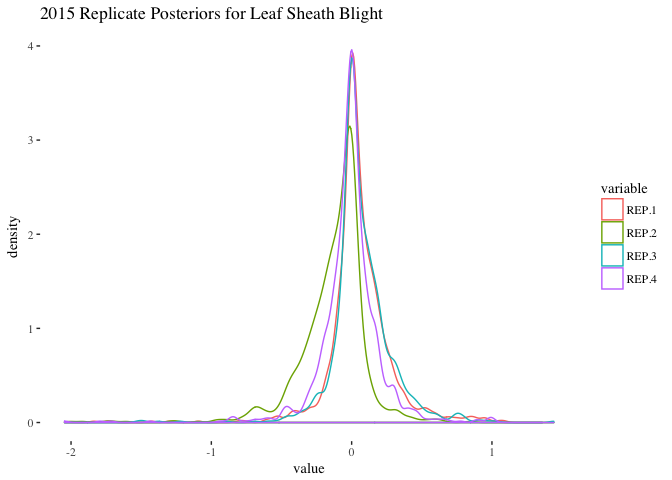 2015 Replicate Posteriors for Leaf Sheath Blight
4
3
2
1
0
density
-2
-1
0
1
value
variable
REP.1
REP.2
REP.3
REP.4